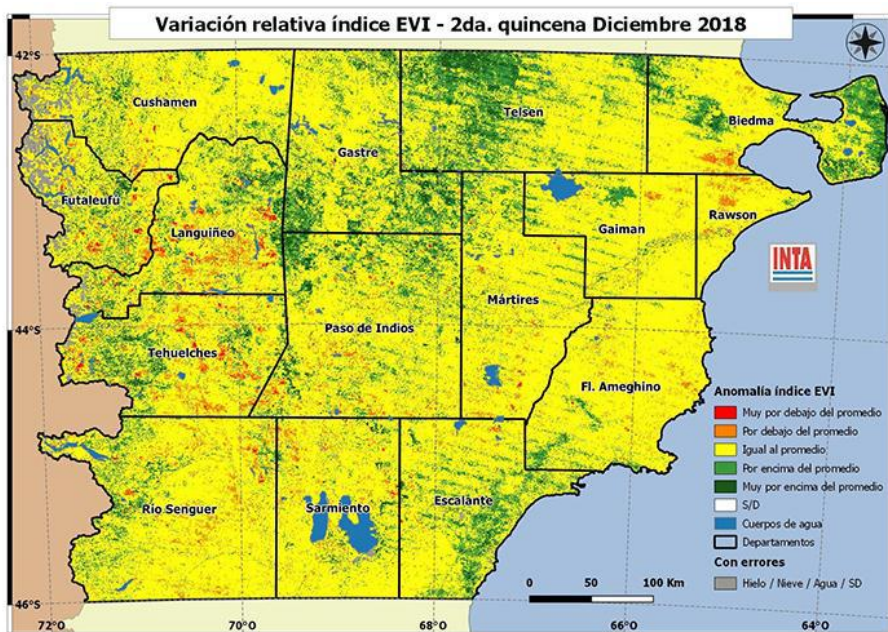 Variación relativa índice EVI - 2da. quincena Diciembre 2018
42°S
Cushamen
Telsen
Biedma
Gastre
Futaleufú
Languiñeo
Gaiman
Rawson
INTA
Mártires
44°S
Paso de Indios
Tehuelches
Fl. Ameghino
Anomalía índice EVI
Muy por debajo del promedio
Por debajo del promedio
Igual al promedio
Por encima del promedio
Muy por encima del promedio
S/D
Cuerpos de agua
Departamentos
Con errores
Hielo / Nieve / Agua / SD
Río Senguer
Sarmiento
Escalante
0 50 100 Km
46°S
72°O 70°O 68°O 66°O 64°O